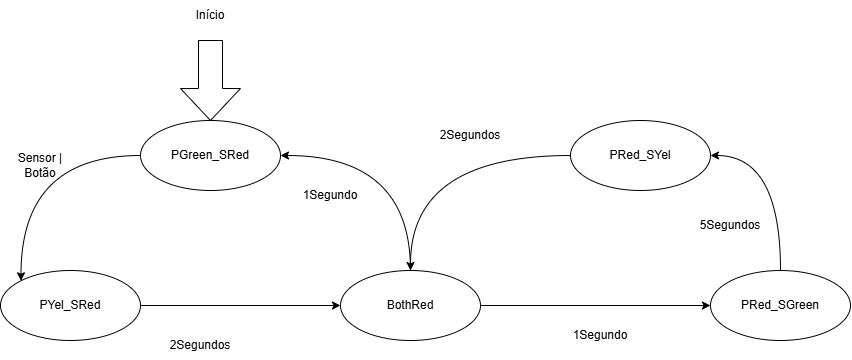 Início
PGreen_SRed
2Segundos
PRed_SYel
Sensor |
Botão
1Segundo
5Segundos
PYel_SRed
BothRed
PRed_SGreen
2Segundos
1Segundo